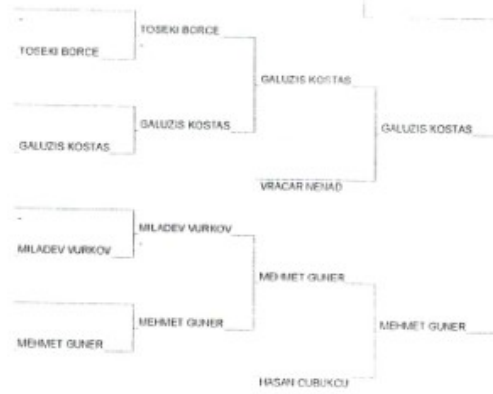 TOSEKI BORCE
TOSEKI BORCE
GALUZIS KOSTAS
GALUZIS KOSTAS
GALUZIS KOSTAS
GALUZIS KOSTAS
VRACAR NENAD
MILADEV VURKOV
MILADEV VURKOV
MEHMET GUNER
MEHMET GUNER
MEHMET GUNER
MEHMET GUNER
HASAN CUBUKCU